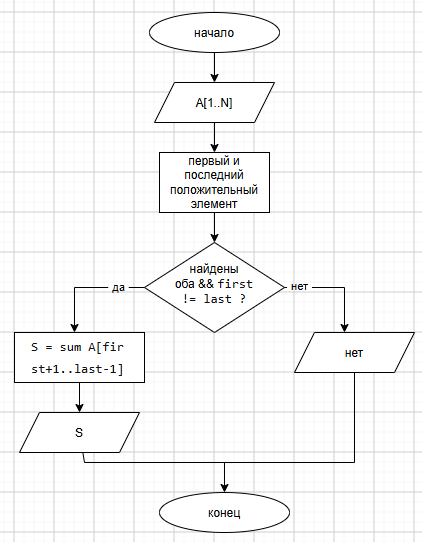 начало
A[1..N]
первый и
последний
положительный
элемент
найдены
оба && first
!= last ?
да
нет
S = sum A[fir
st+1..last-1]
нет
S
конец